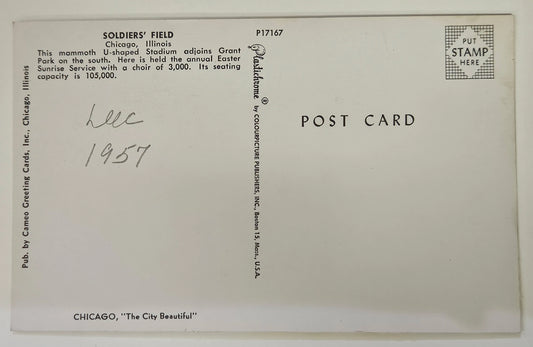 SOLDIERS' FIELD
Chicago, Illinois
This mammoth U-shaped Stadium adjoins Grant
Park on the south. Here is held the annual Easter
Sunrise Service with a choir of 3,000. Its seating
capacity is 105,000.
Dec
1957
CHICAGO, "The City Beautiful"
Pub. by Cameo Greeting Cards, Inc., Chicago, Illinois
P17167
Plastichrome® by COLOURPICTURE PUBLISHERS, INC., Boston 15, Mass., U.S.A.
POST CARD
PUT
STAMP
HERE